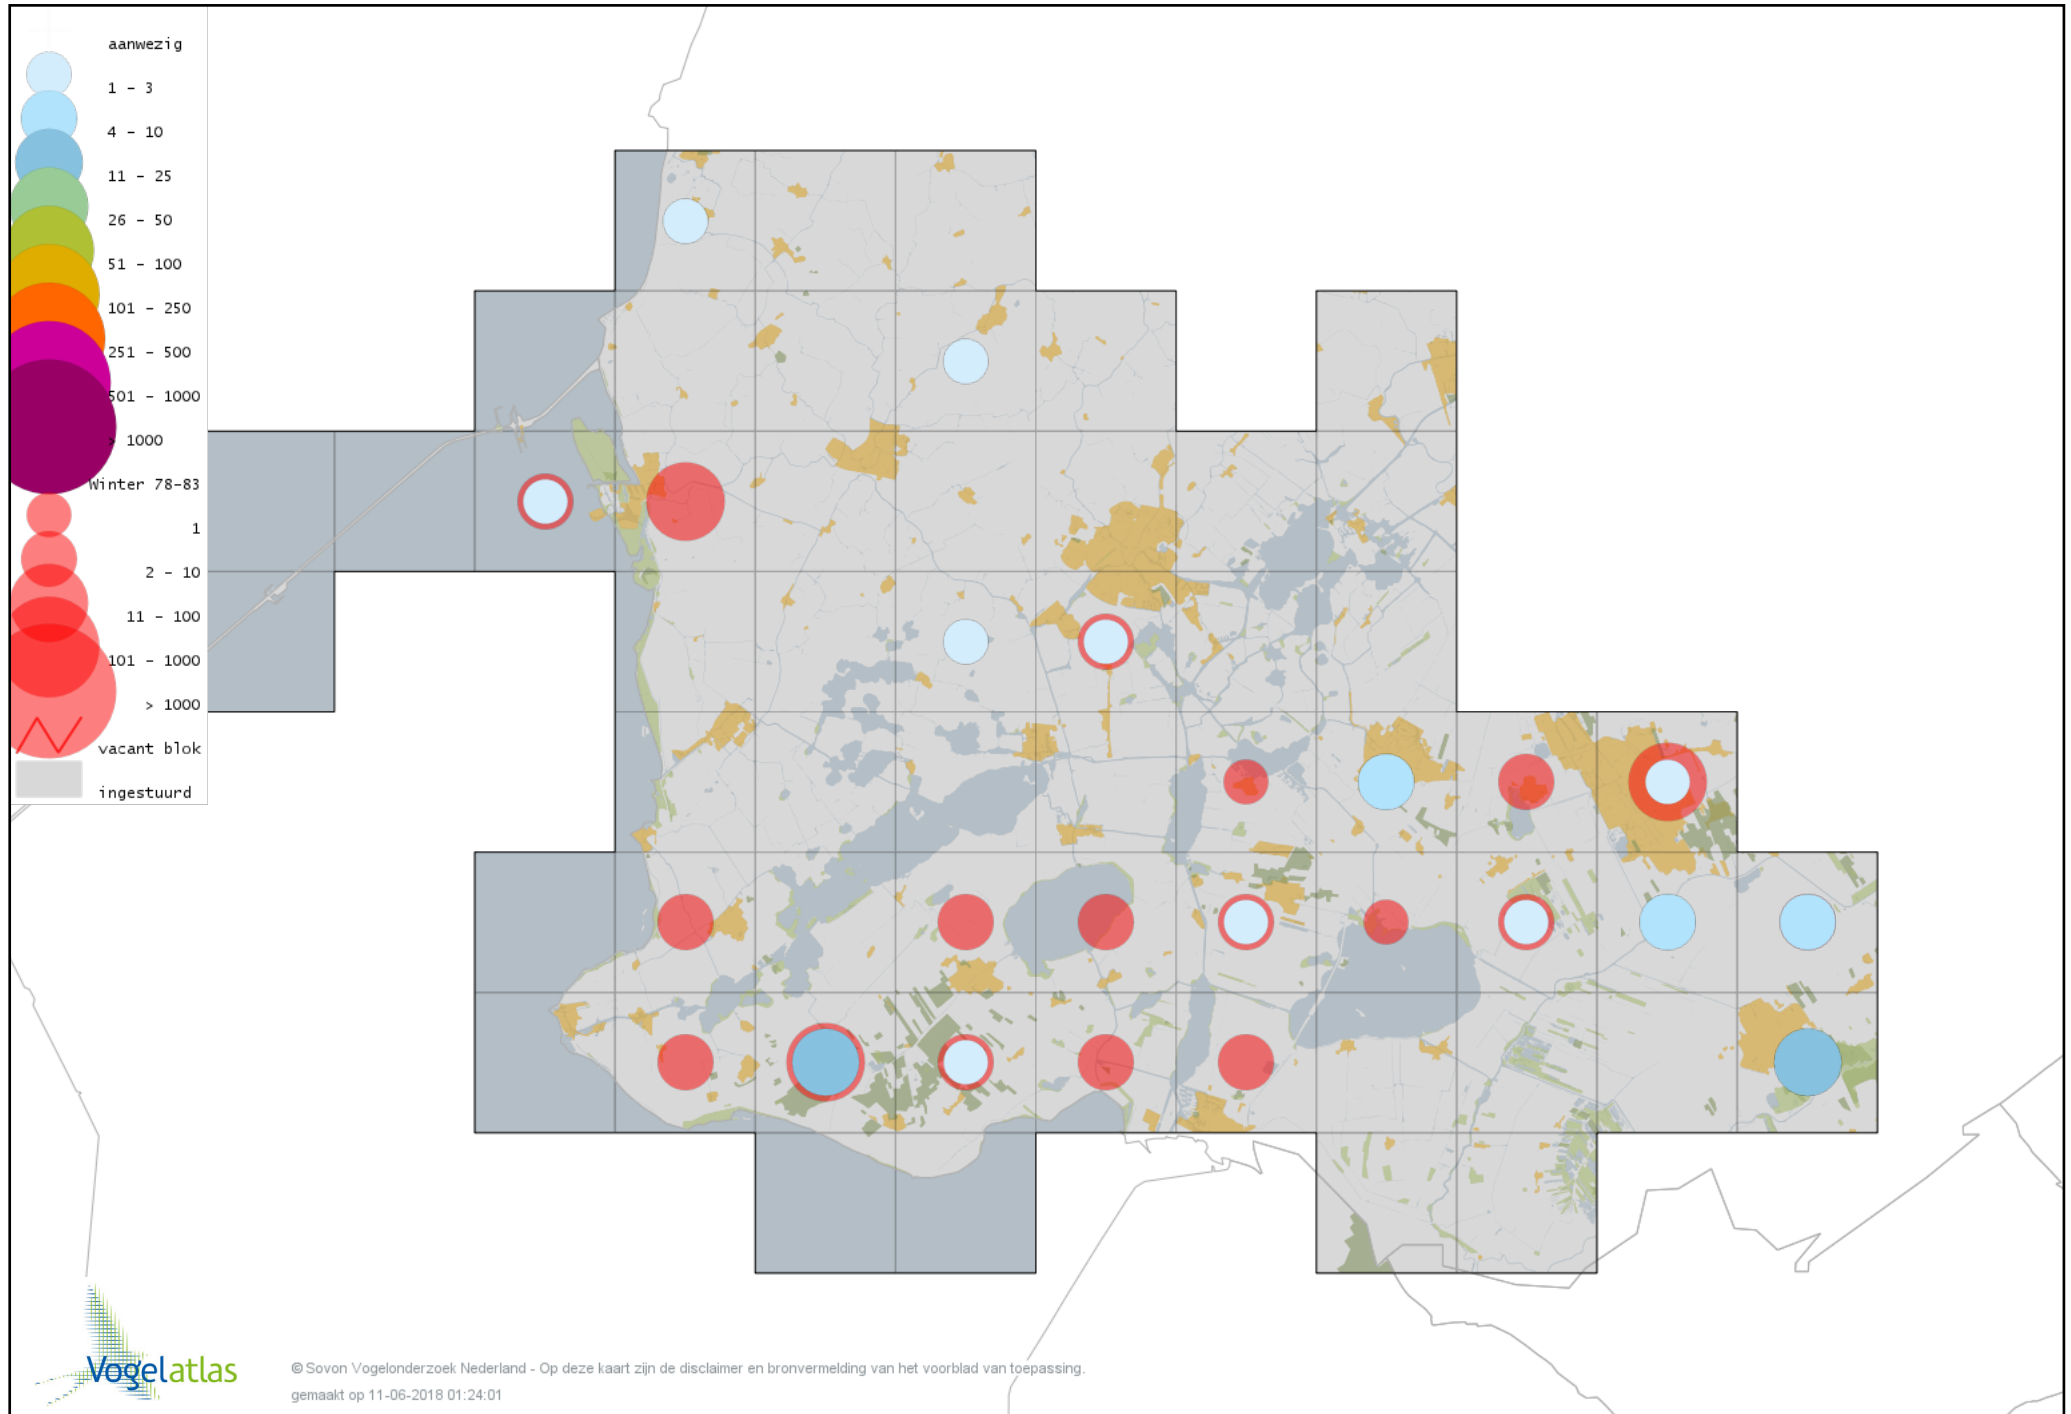 aanwezig
1 - 3
4 - 10
11 - 25
26 - 50
51 - 100
101 - 250
251 - 500
501 - 1000
> 1000
Winter 78-83
1
2 - 10
11 - 100
101 - 1000
> 1000
vacant blok
ingestuurd
Vogelatlas
© Sovon Vogelonderzoek Nederland - Op deze kaart zijn de disclaimer en bronvermelding van het voorblad van toepassing.
gemaakt op 11-06-2018 01:24:01